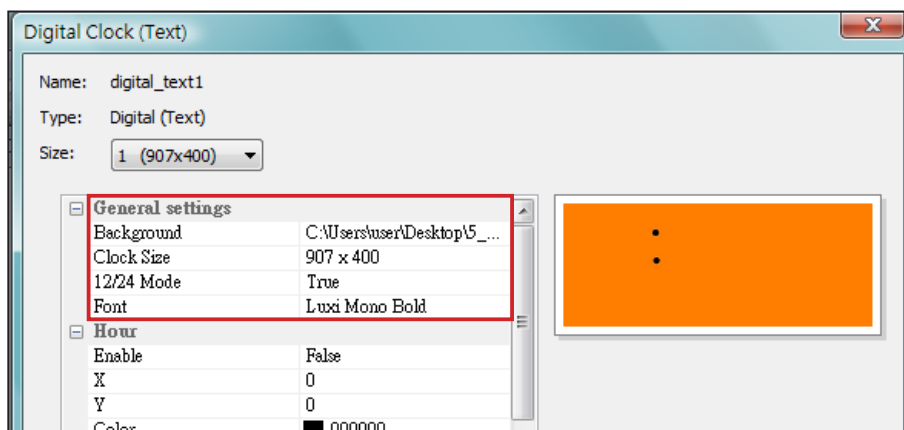 Digital Clock (Text)
Name: digital_text1
Type: Digital (Text)
Size: 1 (907x400)
General settings
Background C:\Users\user\Desktop\5_...
Clock Size 907 x 400
12/24 Mode True
Font Luxi Mono Bold
Hour
Enable False
X 0
Y 0
Color 000000